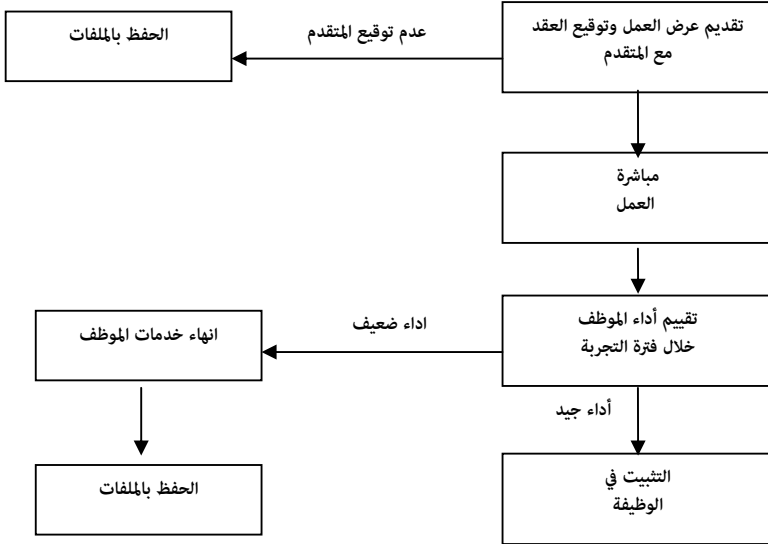 تقديم عرض العمل وتوقيع العقد
مع المتقدم
عدم توقيع المتقدم
الحفظ بالملفات
مباشرة
العمل
تقييم أداء الموظف
خلال فترة التجربة
اداء ضعيف
انهاء خدمات الموظف
أداء جيد
التثبيت في
الوظيفة
الحفظ بالملفات